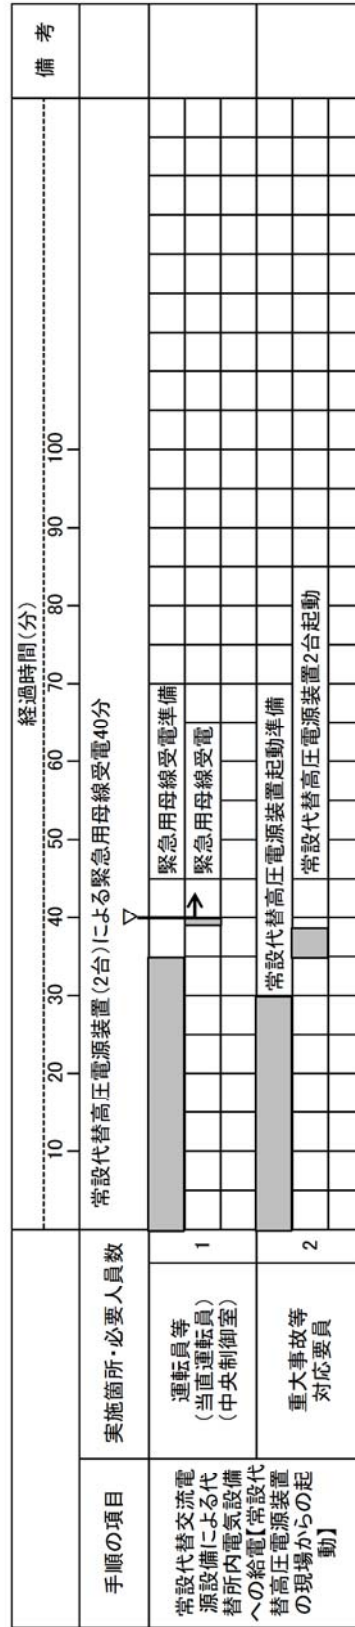 経過時間(分)
備 考
10 20 30 40 50 60 70 80 90 100
手順の項目
実施箇所・必要人員数
常設代替高圧電源装置(2台)による緊急用母線受電40分
▽
常設代替交流電
源設備による代
替所内電気設備
への給電【常設代
替高圧電源装置
の現場からの起
動】
運転員等
(当直運転員)
(中央制御室)
1
緊急用母線受電準備
緊急用母線受電
重大事故等
対応要員
2
常設代替高圧電源装置起動準備
常設代替高圧電源装置2台起動